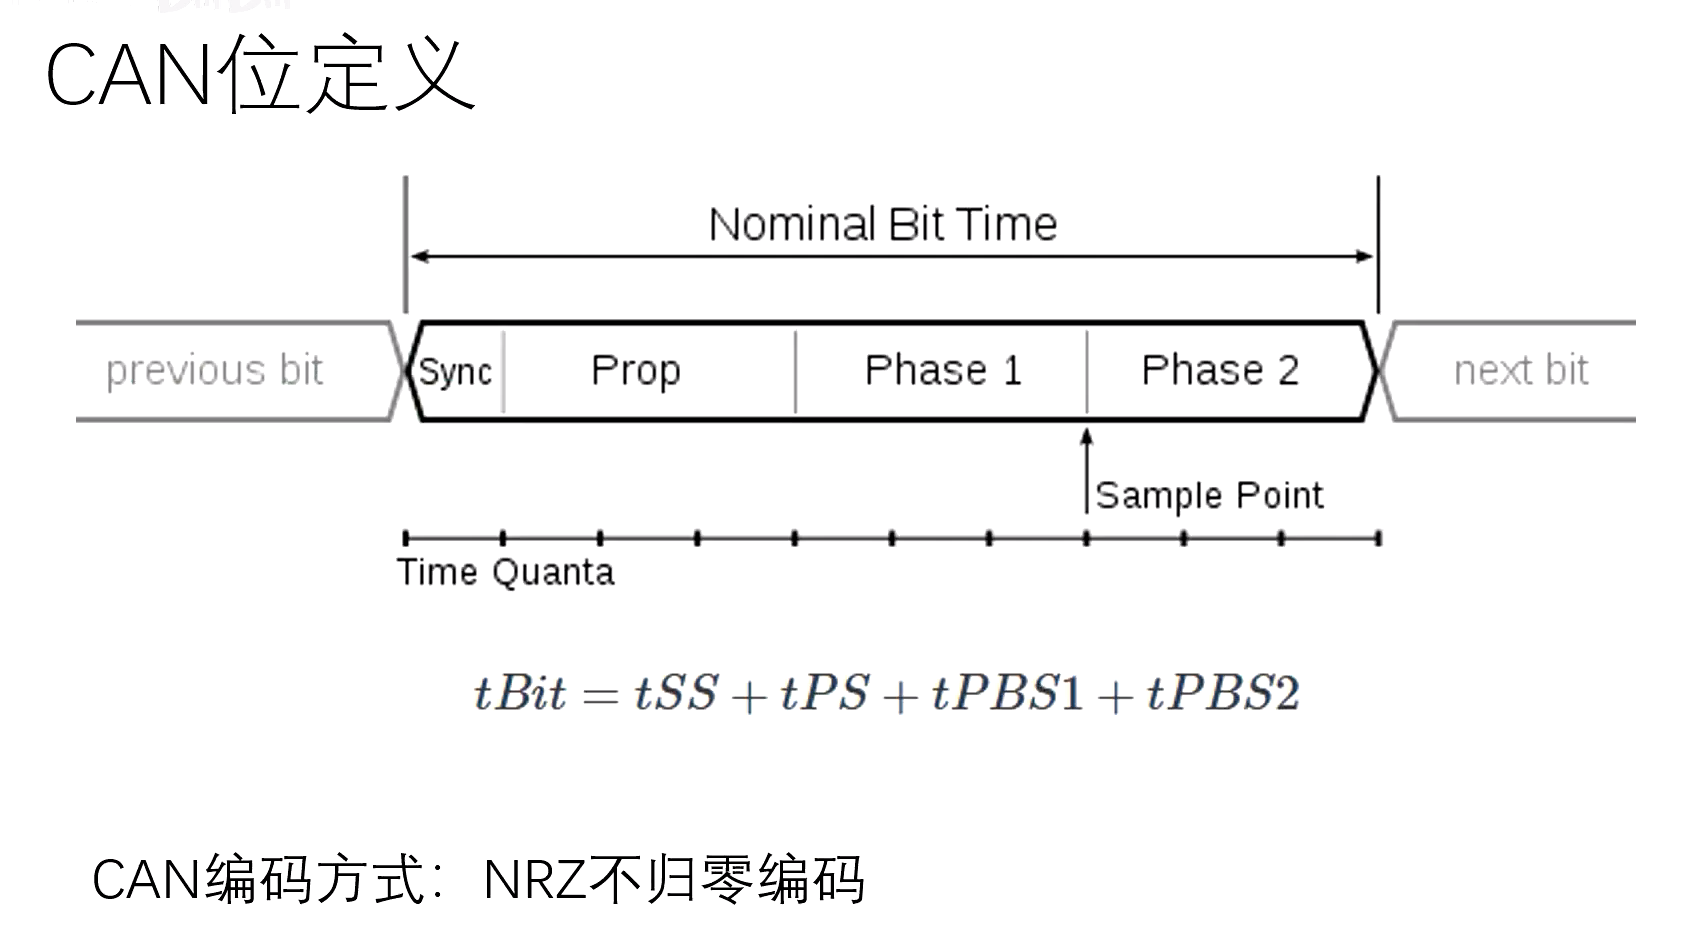 CAN位定义
Nominal Bit Time
previous bit Sync Prop Phase 1 Phase 2 next bit
Sample Point
Time Quanta
tBit = tSS + tPS + tPBS1 + tPBS2
CAN编码方式：NRZ不归零编码